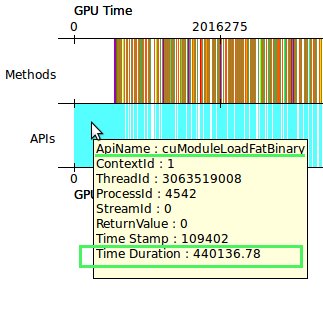 GPU Time
0 2016275
Methods
APIs
ApiName : cuModuleLoadFatBinary
ContextId : 1
ThreadId : 3063519008
ProcessId : 4542
StreamId : 0
ReturnValue : 0
Time Stamp : 109402
Time Duration : 440136.78
0
GPU